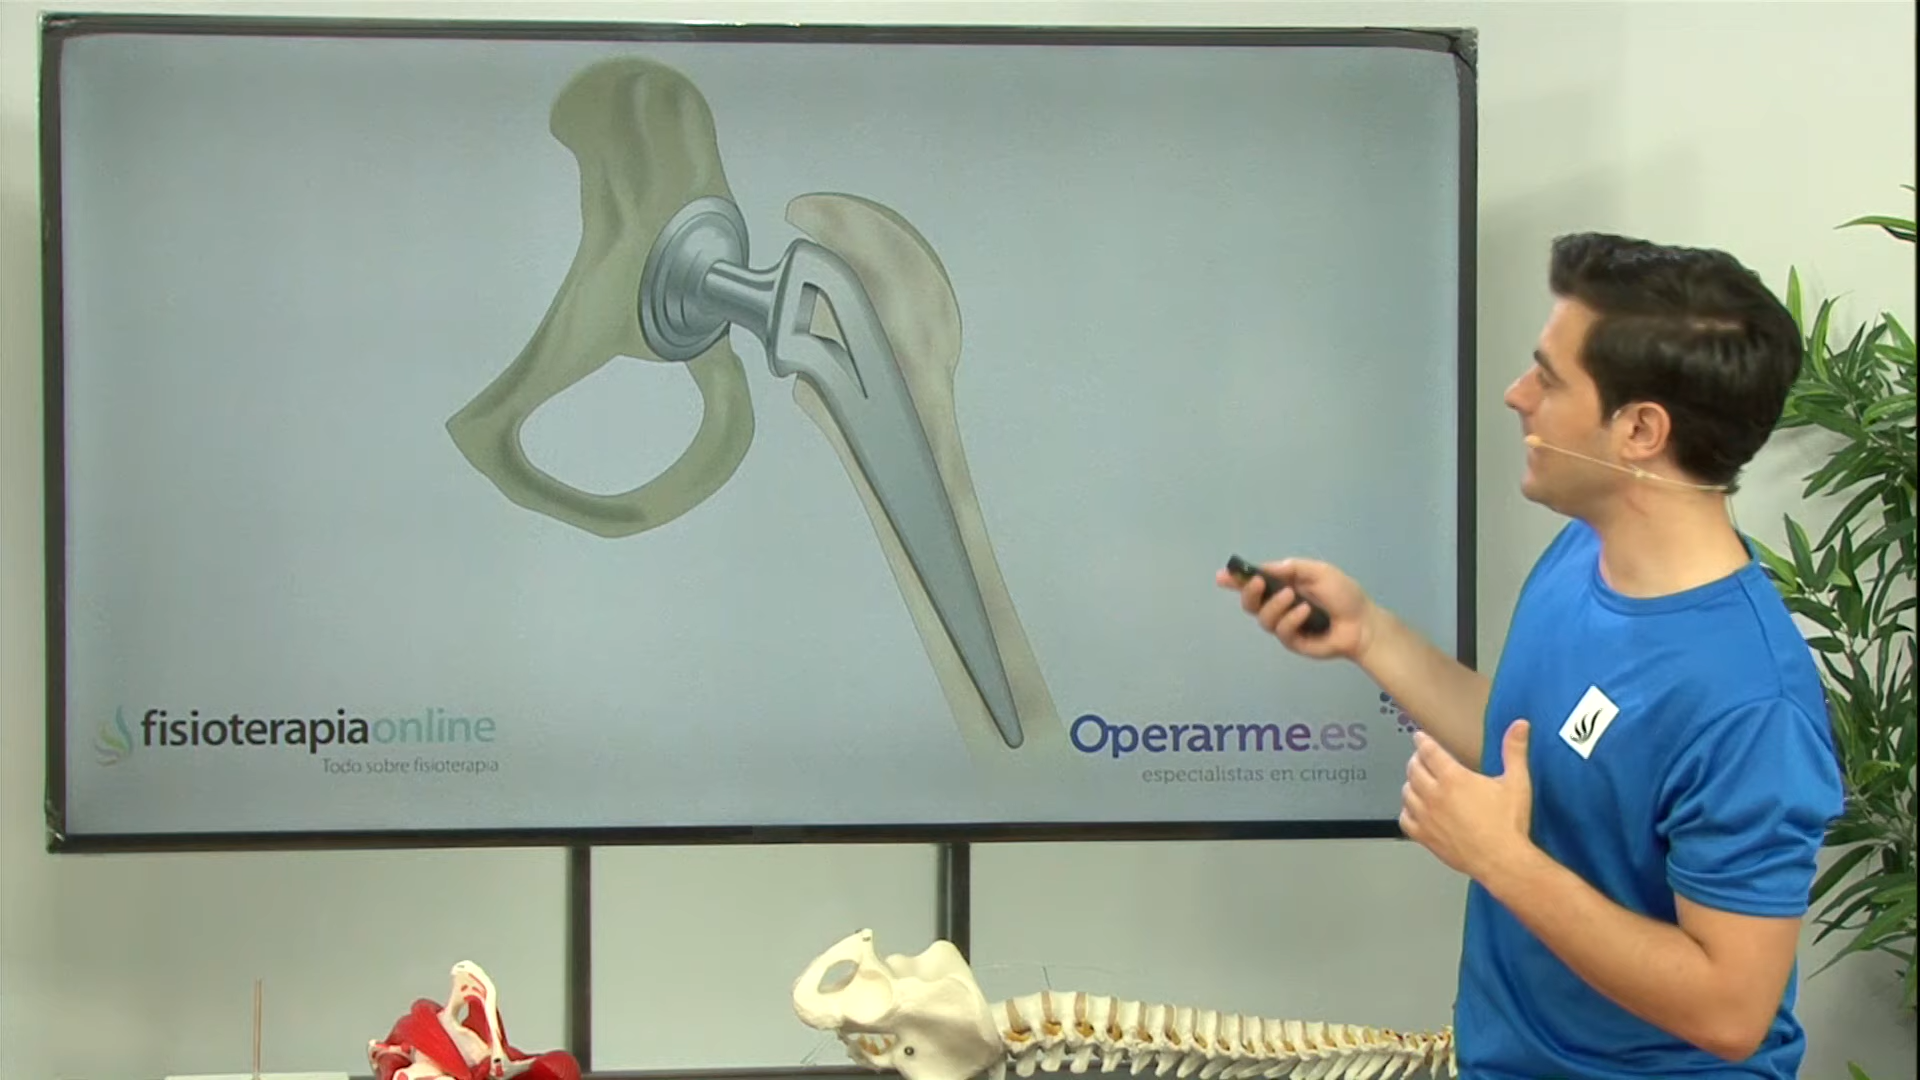 fisioterapiaonline
Todo sobre fisioterapia
Operarme.es
especialistas en cirugía